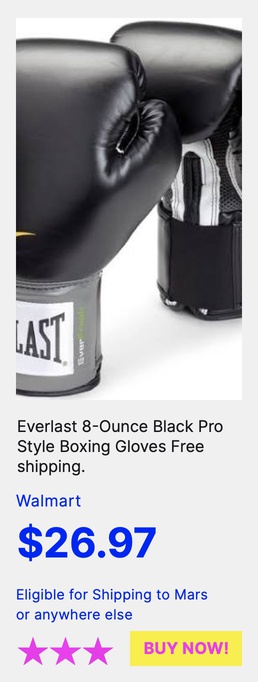 LAST
Ever
Everlast 8-Ounce Black Pro
Style Boxing Gloves Free
shipping.
Walmart
$26.97
Eligible for Shipping to Mars
or anywhere else
BUY NOW!